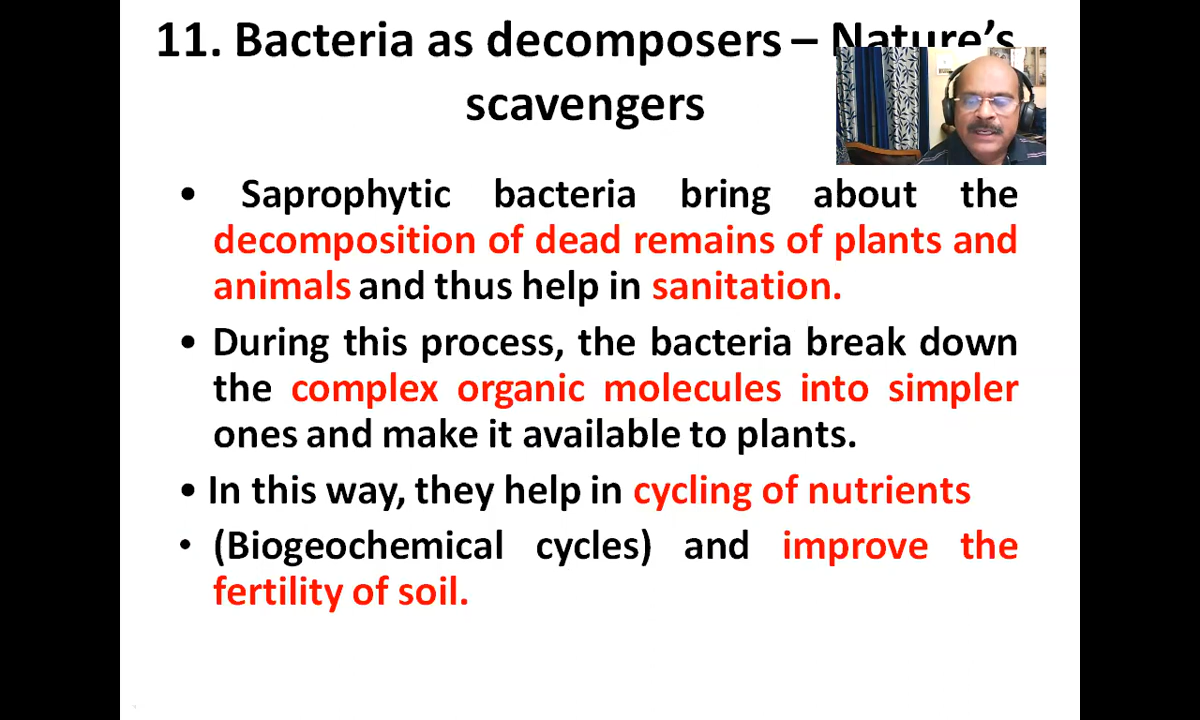 11. Bacteria as decomposers – Nature's
scavengers
• Saprophytic bacteria bring about the
decomposition of dead remains of plants and
animals and thus help in sanitation.
• During this process, the bacteria break down
the complex organic molecules into simpler
ones and make it available to plants.
• In this way, they help in cycling of nutrients
• (Biogeochemical cycles) and improve the
fertility of soil.